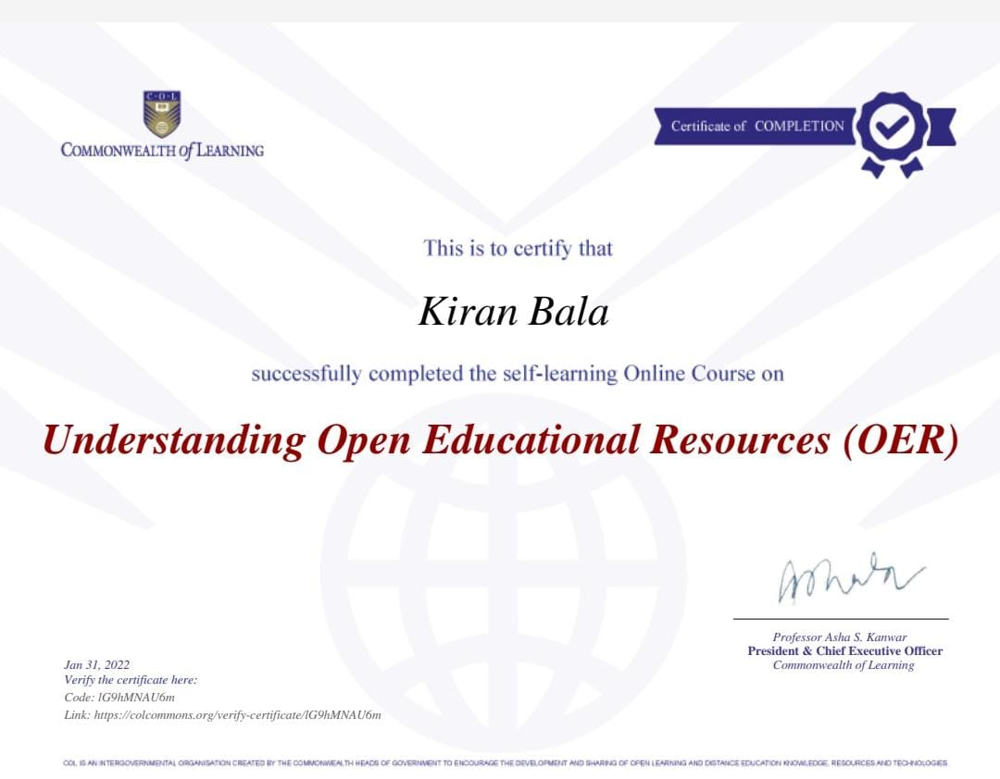 C-O-L
COMMONWEALTH of LEARNING
Certificate of COMPLETION
This is to certify that
Kiran Bala
successfully completed the self-learning Online Course on
Understanding Open Educational Resources (OER)
Professor Asha S. Kanwar
President & Chief Executive Officer
Commonwealth of Learning
Jan 31, 2022
Verify the certificate here:
Code: lG9hMNAU6m
Link: https://colcommons.org/verify-certificate/lG9hMNAU6m
COL IS AN INTERGOVERNMENTAL ORGANISATION CREATED BY THE COMMONWEALTH HEADS OF GOVERNMENT TO ENCOURAGE THE DEVELOPMENT AND SHARING OF OPEN LEARNING AND DISTANCE EDUCATION KNOWLEDGE, RESOURCES AND TECHNOLOGIES.